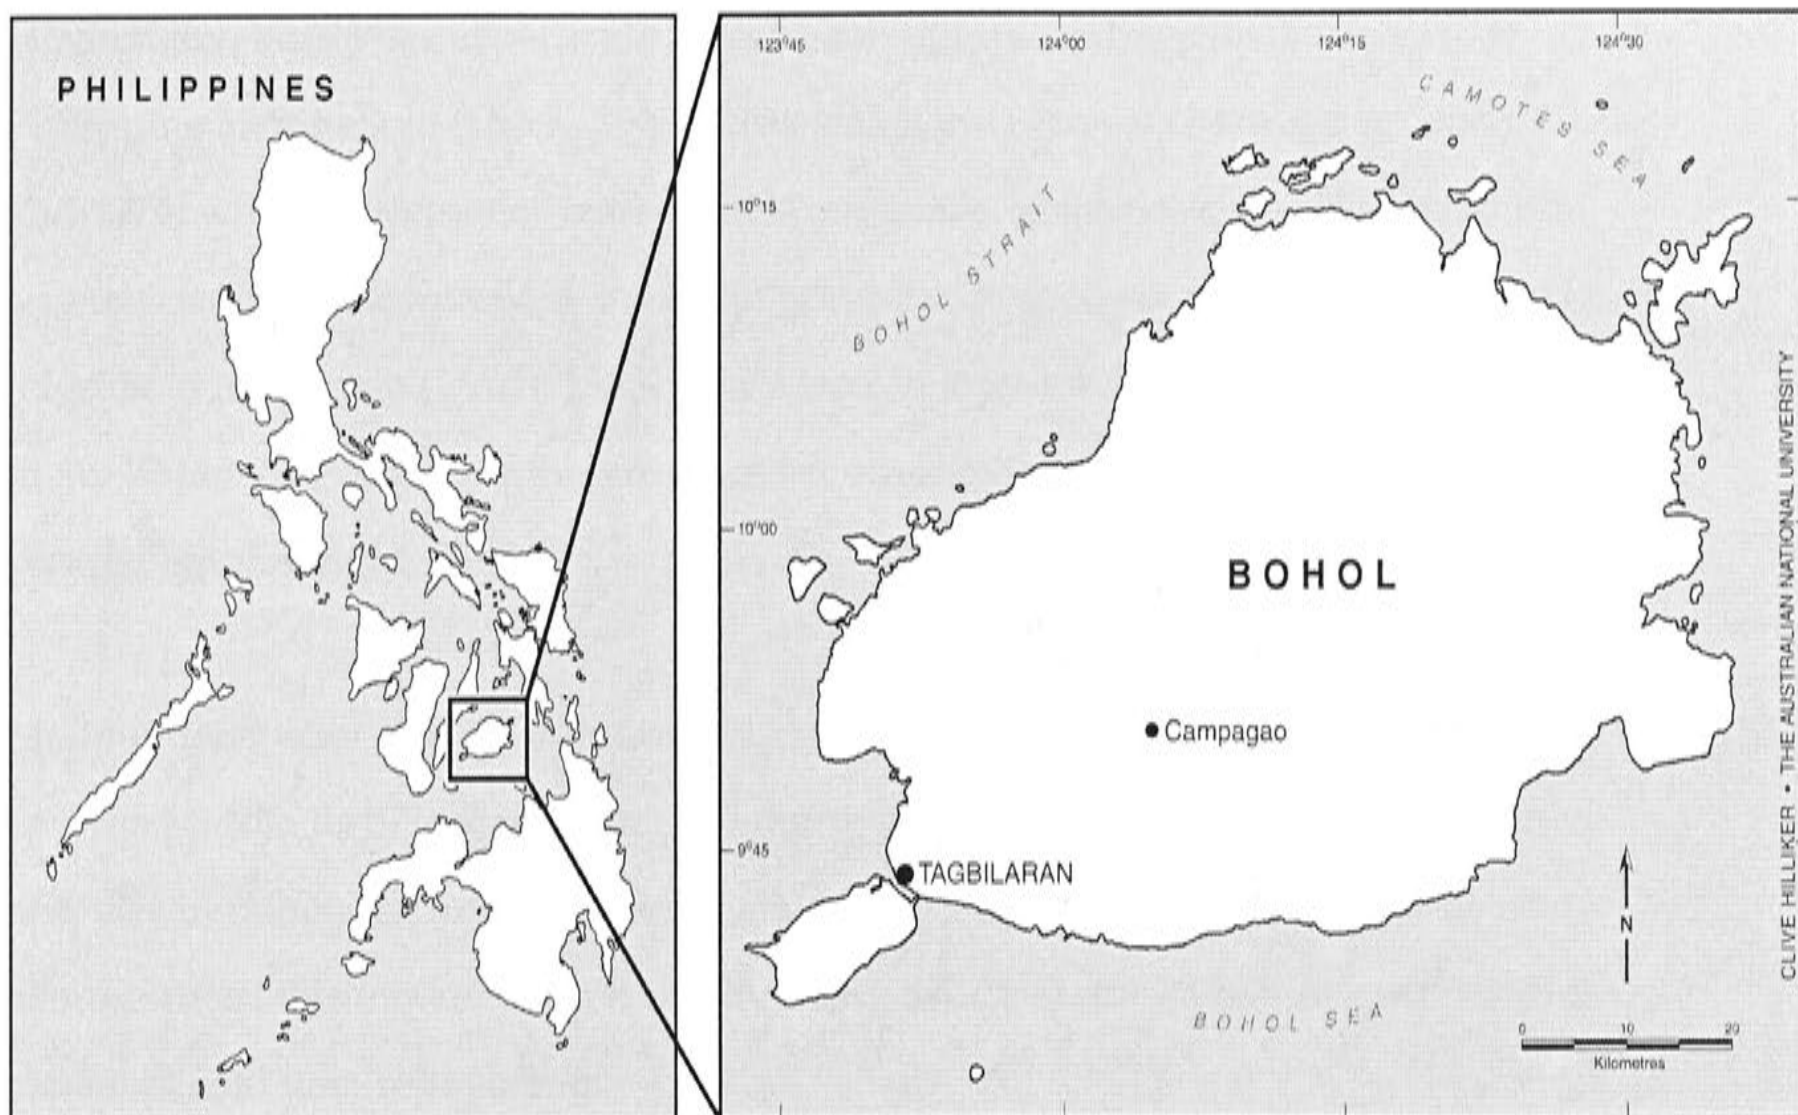 PHILIPPINES
123°45
124°00
124°15
124°30
CAMOTES SEA
10°15
BOHOL STRAIT
10°00
BOHOL
Campagao
9°45
TAGBILARAN
N
BOHOL SEA
0 10 20
Kilometres
CLIVE HILLIKER • THE AUSTRALIAN NATIONAL UNIVERSITY